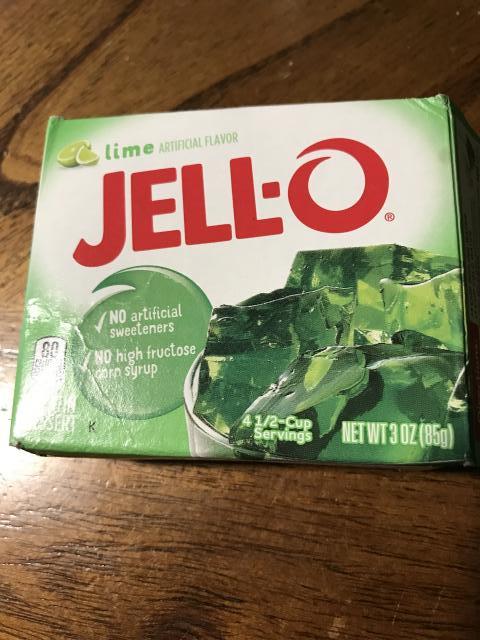 lime ARTIFICIAL FLAVOR
JELL-O®
NO artificial
sweeteners
NO high fructose
corn syrup
80
K
4 1/2-Cup
Servings
NET WT 3 OZ (85g)